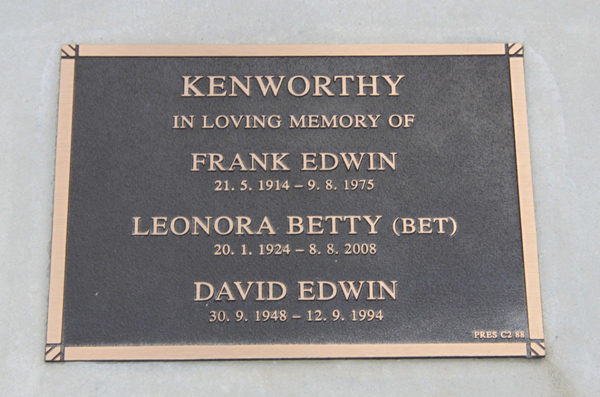 KENWORTHY
IN LOVING MEMORY OF
FRANK EDWIN
21. 5. 1914 – 9. 8. 1975
LEONORA BETTY (BET)
20. 1. 1924 – 8. 8. 2008
DAVID EDWIN
30. 9. 1948 – 12. 9. 1994
PRES C2 88